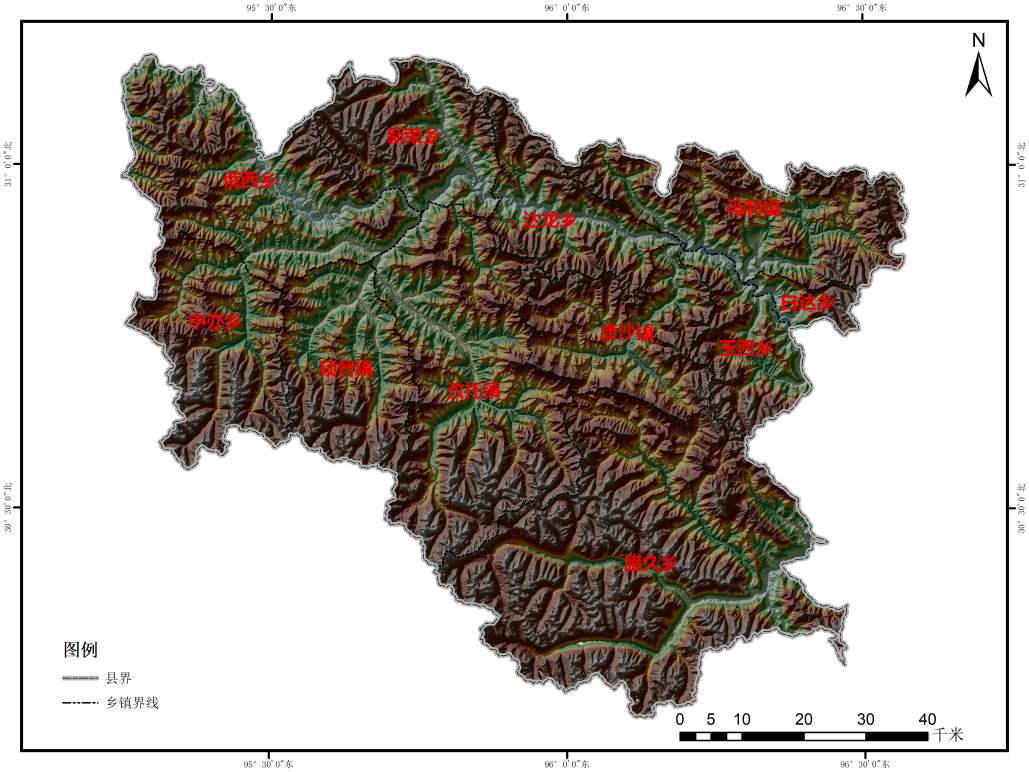 95° 30′ 0″东
96° 0′ 0″东
96° 30′ 0″东
N
31° 0′ 0″北
31° 0′ 0″北
新荣乡
俄西乡
马利镇
达龙乡
白达乡
中亦乡
康沙镇
玉西乡
硕督镇
孜托镇
30° 30′ 0″北
30° 30′ 0″北
腊久乡
图例
县界
乡镇界线
0 5 10 20 30 40
千米
95° 30′ 0″东
96° 0′ 0″东
96° 30′ 0″东